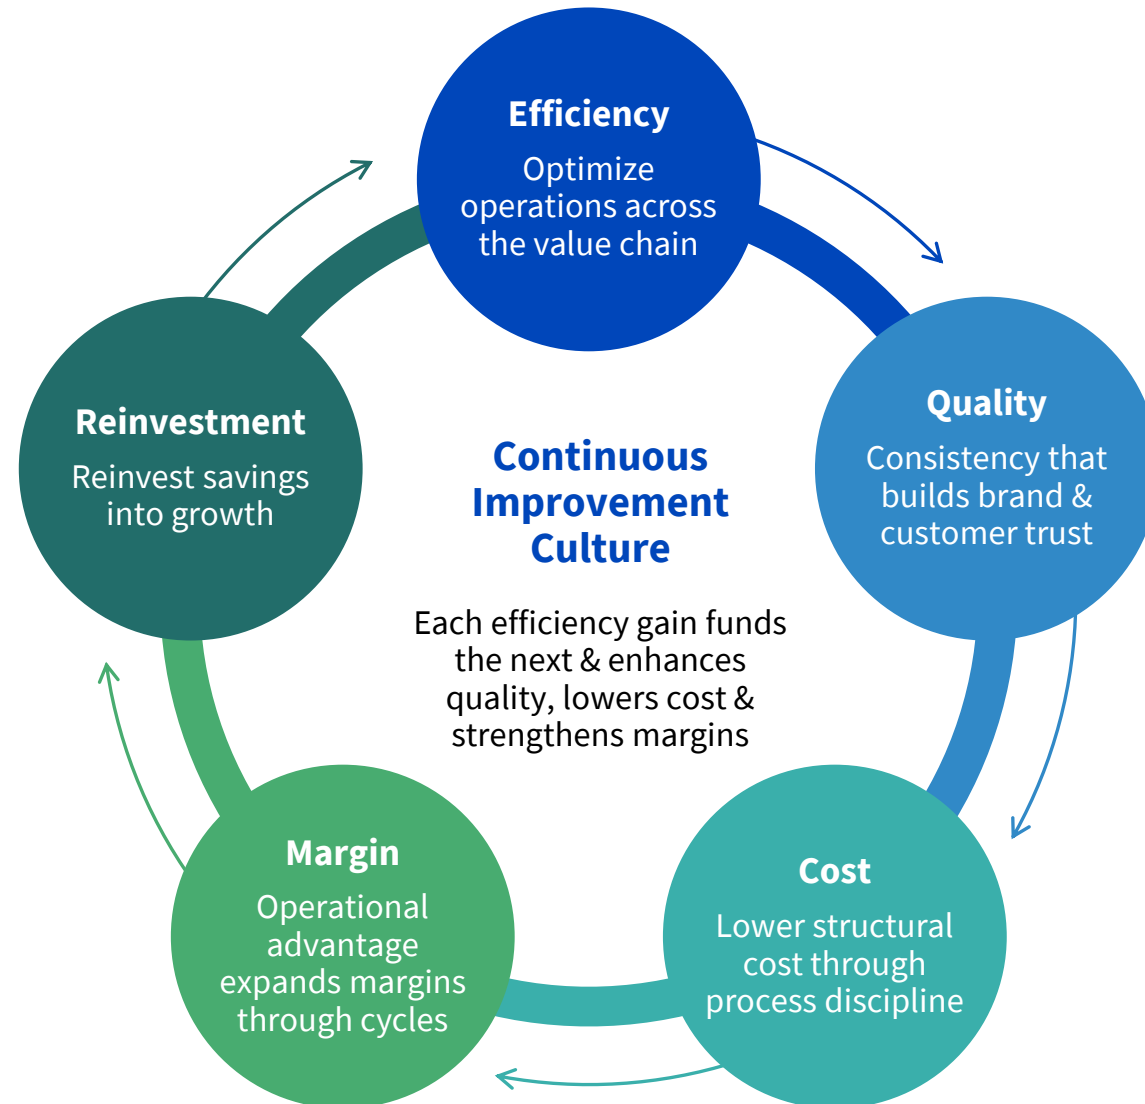 Efficiency
Optimize
operations across
the value chain
Quality
Consistency that
builds brand &
customer trust
Cost
Lower structural
cost through
process discipline
Margin
Operational
advantage
expands margins
through cycles
Reinvestment
Reinvest savings
into growth
Continuous
Improvement
Culture
Each efficiency gain funds
the next & enhances
quality, lowers cost &
strengthens margins